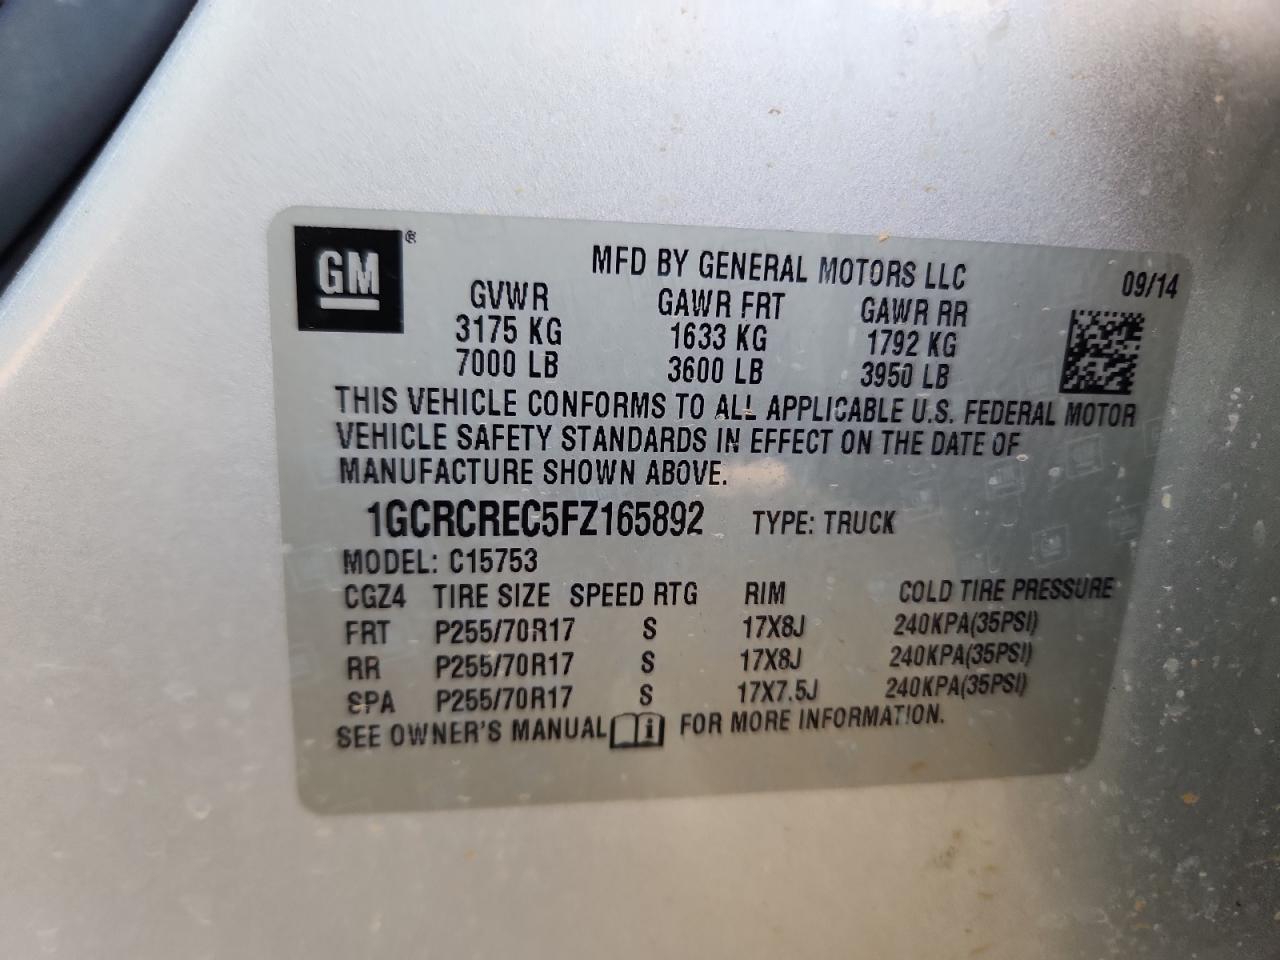 GM®
MFD BY GENERAL MOTORS LLC 09/14
GVWR GAWR FRT GAWR RR
3175 KG 1633 KG 1792 KG
7000 LB 3600 LB 3950 LB
THIS VEHICLE CONFORMS TO ALL APPLICABLE U.S. FEDERAL MOTOR
VEHICLE SAFETY STANDARDS IN EFFECT ON THE DATE OF
MANUFACTURE SHOWN ABOVE.
1GCRCREC5FZ165892 TYPE: TRUCK
MODEL: C15753
CGZ4 TIRE SIZE SPEED RTG RIM COLD TIRE PRESSURE
FRT P255/70R17 S 17X8J 240KPA(35PSI)
RR P255/70R17 S 17X8J 240KPA(35PSI)
SPA P255/70R17 S 17X7.5J 240KPA(35PSI)
SEE OWNER'S MANUAL i FOR MORE INFORMATION.